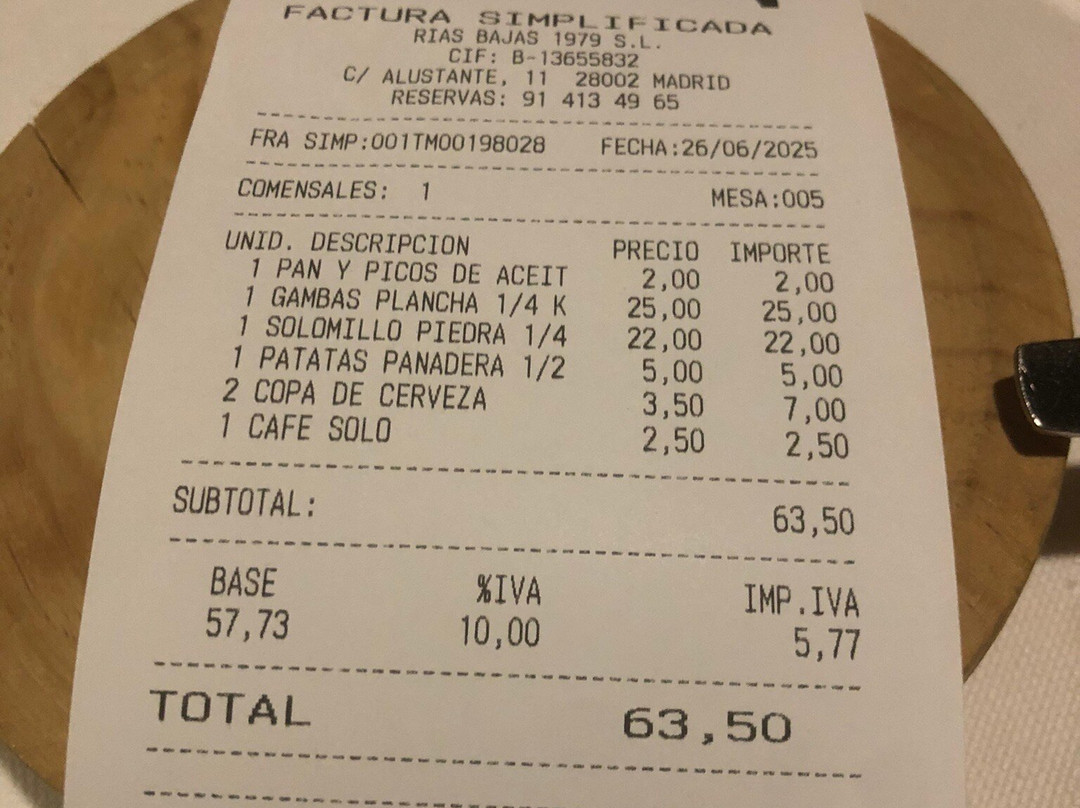 FACTURA SIMPLIFICADA
RIAS BAJAS 1979 S.L.
CIF: B-13655832
C/ ALUSTANTE, 11 28002 MADRID
RESERVAS: 91 413 49 65
FRA SIMP:001TM00198028 FECHA:26/06/2025
COMENSALES: 1 MESA:005
UNID. DESCRIPCION PRECIO IMPORTE
1 PAN Y PICOS DE ACEIT 2,00 2,00
1 GAMBAS PLANCHA 1/4 K 25,00 25,00
1 SOLOMILLO PIEDRA 1/4 22,00 22,00
1 PATATAS PANADERA 1/2 5,00 5,00
2 COPA DE CERVEZA 3,50 7,00
1 CAFE SOLO 2,50 2,50
SUBTOTAL: 63,50
BASE %IVA IMP.IVA
57,73 10,00 5,77
TOTAL 63,50